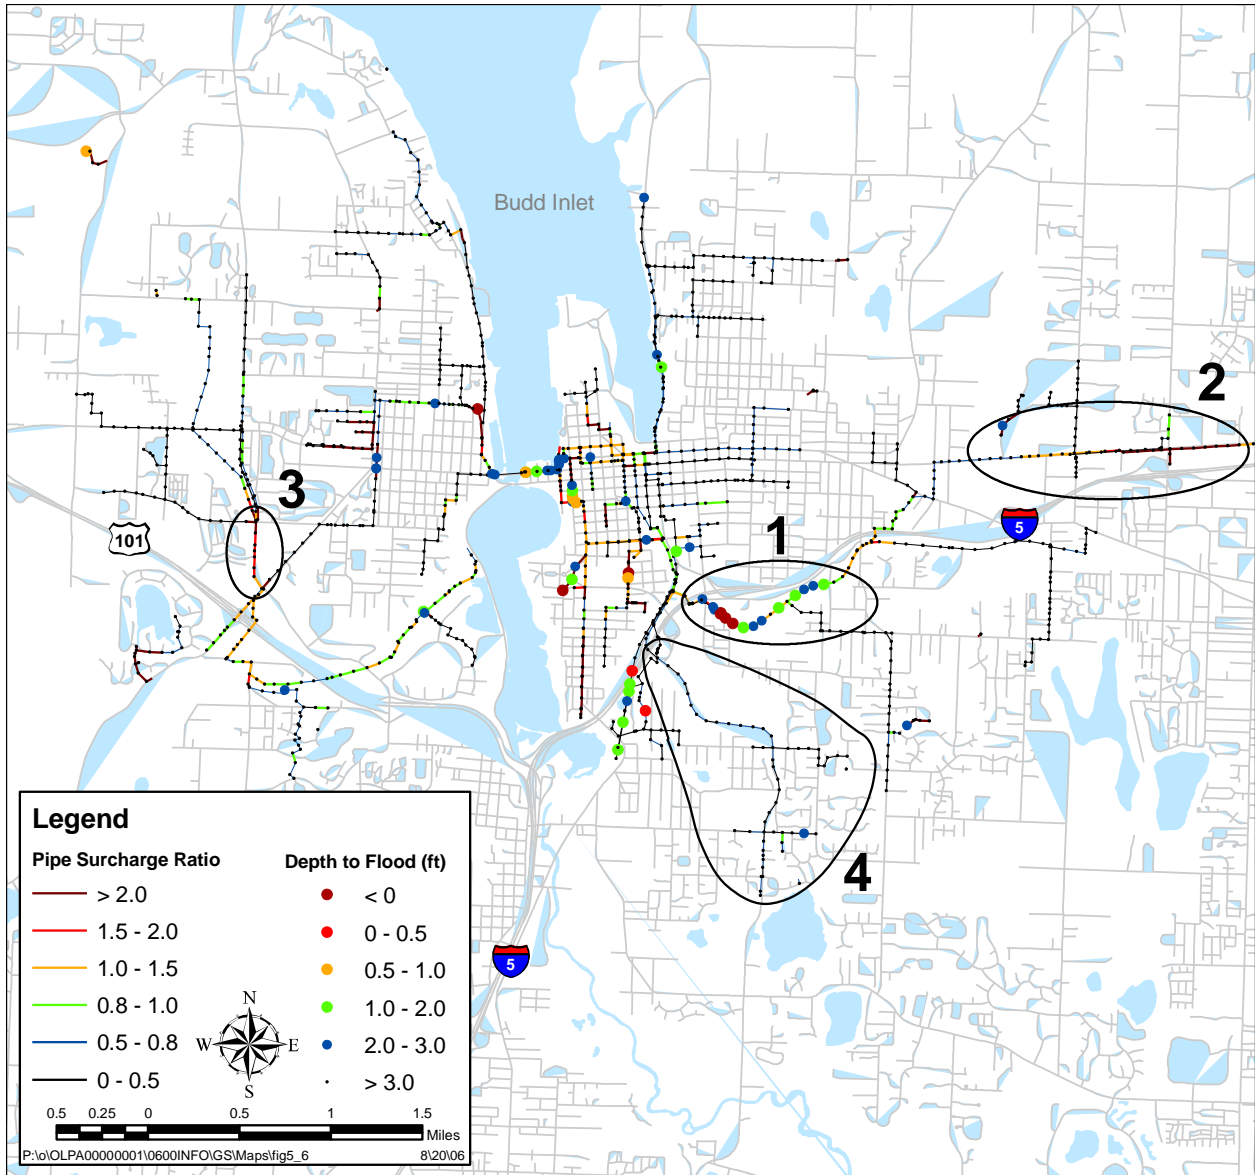 Budd Inlet
2
3
101
5
1
4
Legend
Pipe Surcharge Ratio
> 2.0
1.5 - 2.0
1.0 - 1.5
0.8 - 1.0
0.5 - 0.8
0 - 0.5
Depth to Flood (ft)
< 0
0 - 0.5
0.5 - 1.0
1.0 - 2.0
2.0 - 3.0
> 3.0
N
W E
S
5
0.5 0.25 0 0.5 1 1.5
Miles
P:\o\OLPA00000001\0600INFO\GS\Maps\fig5_6 8\20\06